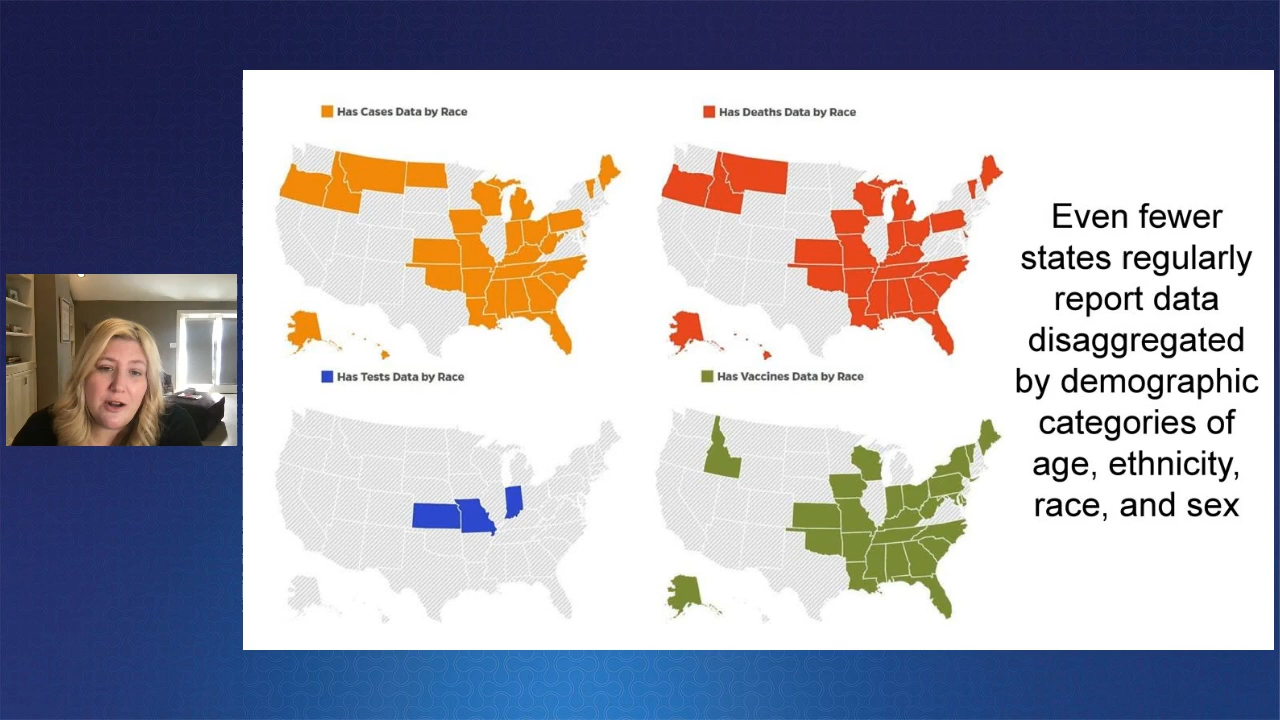 Has Cases Data by Race
Has Deaths Data by Race
Has Tests Data by Race
Has Vaccines Data by Race
Even fewer
states regularly
report data
disaggregated
by demographic
categories of
age, ethnicity,
race, and sex